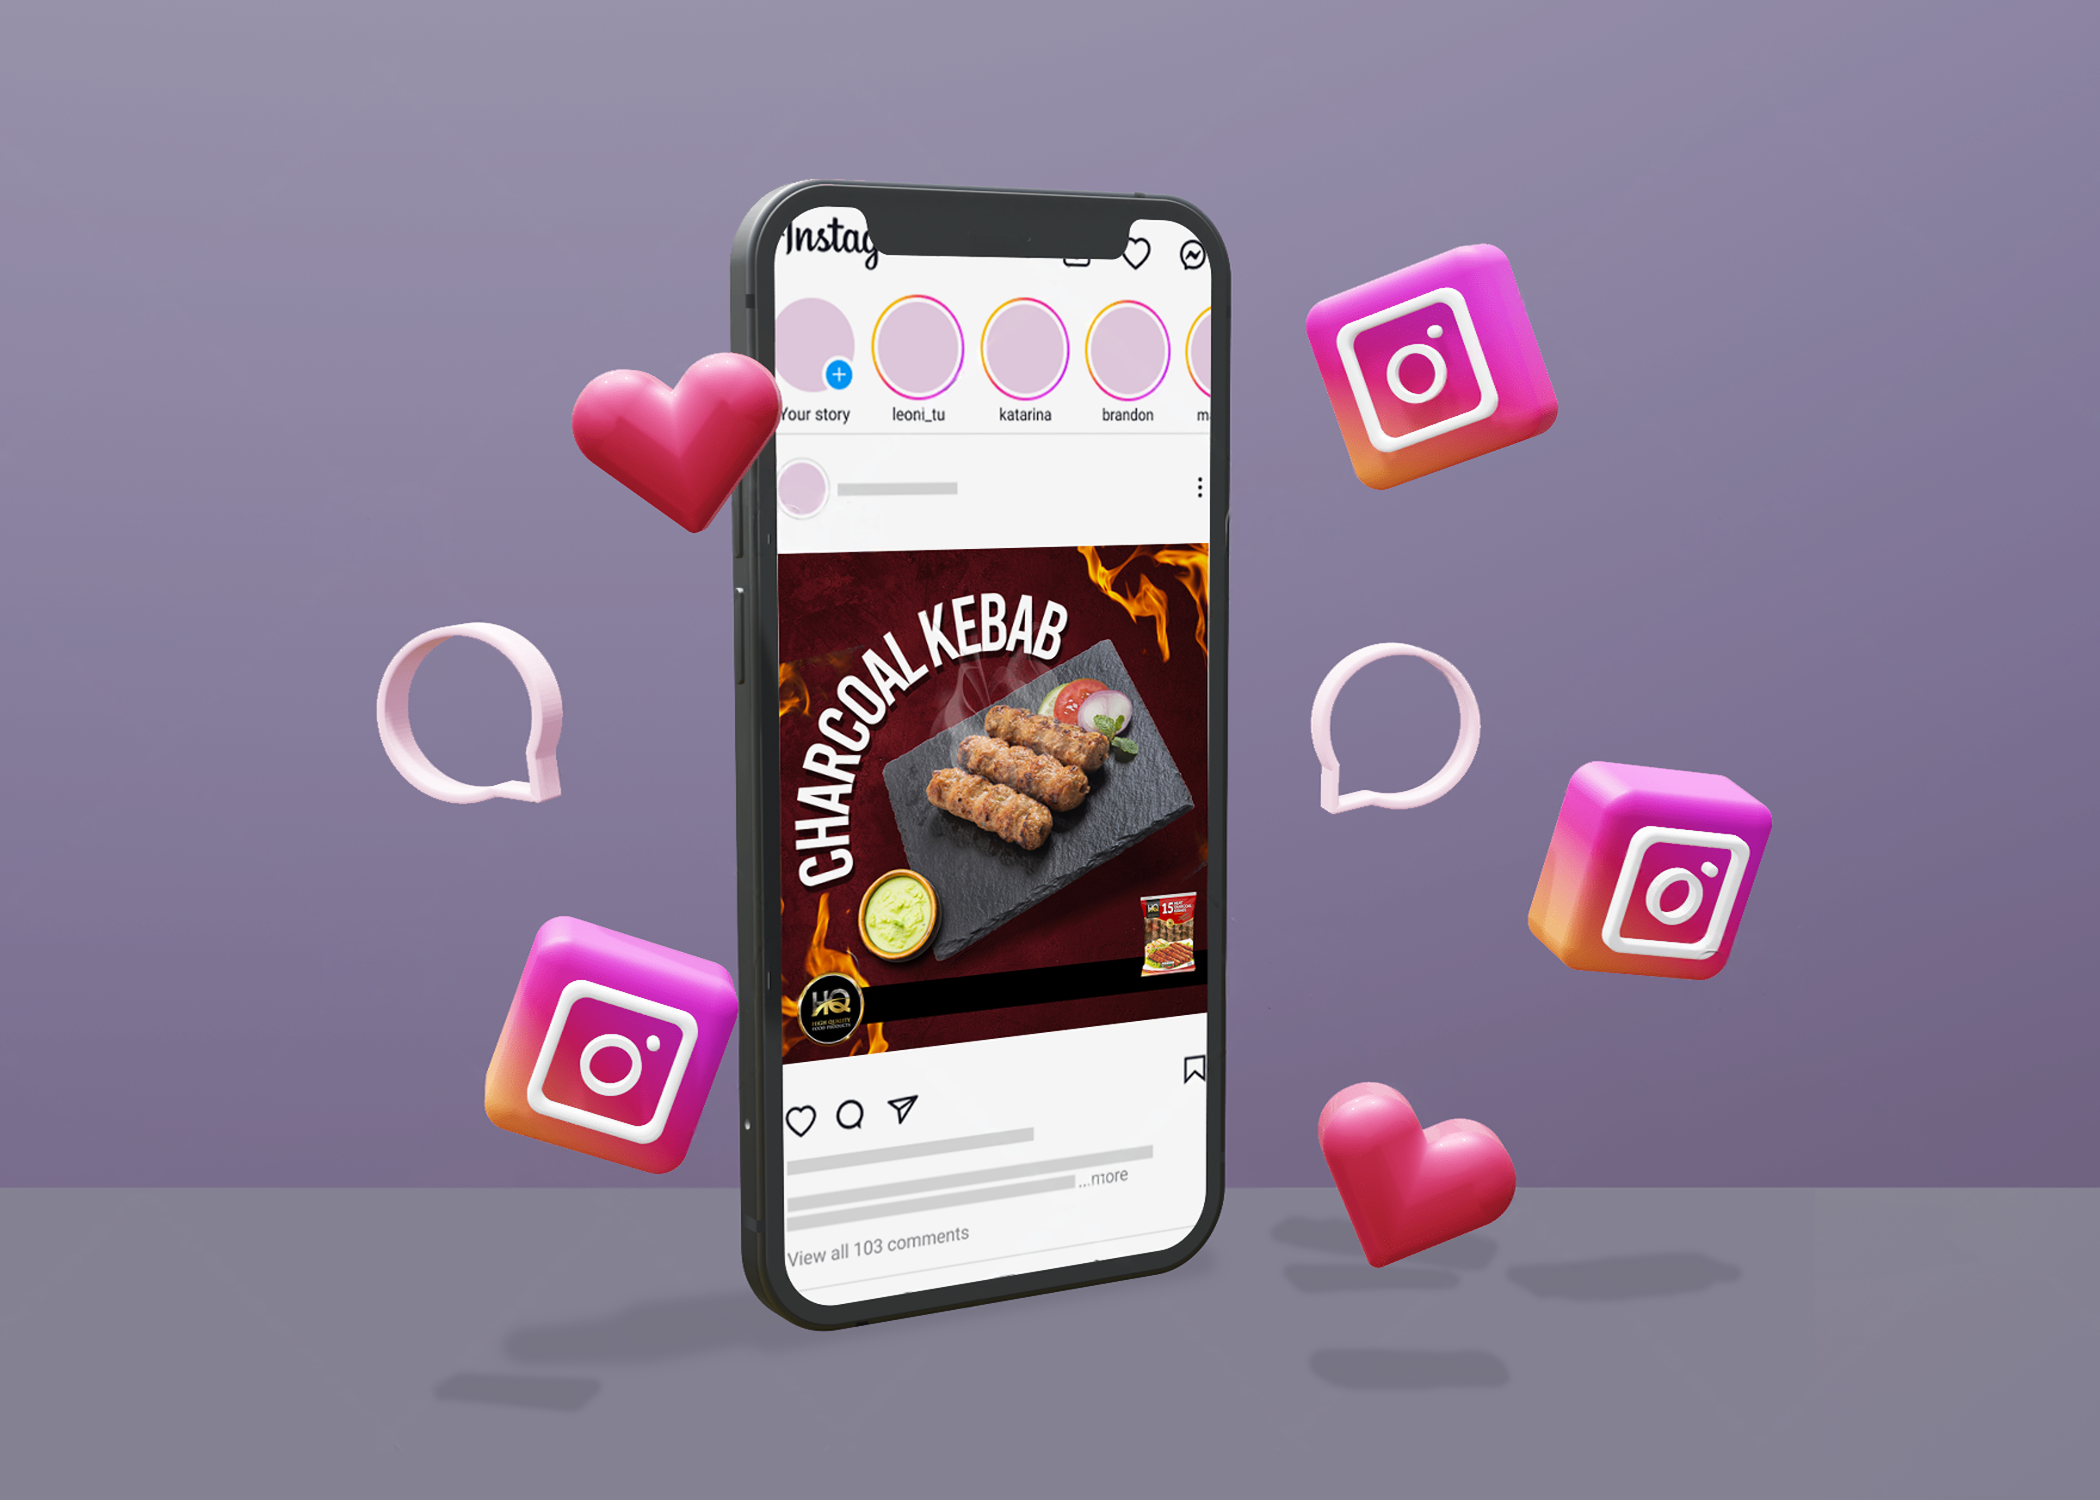 Instag
Your story
leoni_tu
katarina
brandon
m
CHARCOAL KEBAB
HQ
15
HQ
HIGH QUALITY
FOOD PRODUCTS
...more
View all 103 comments